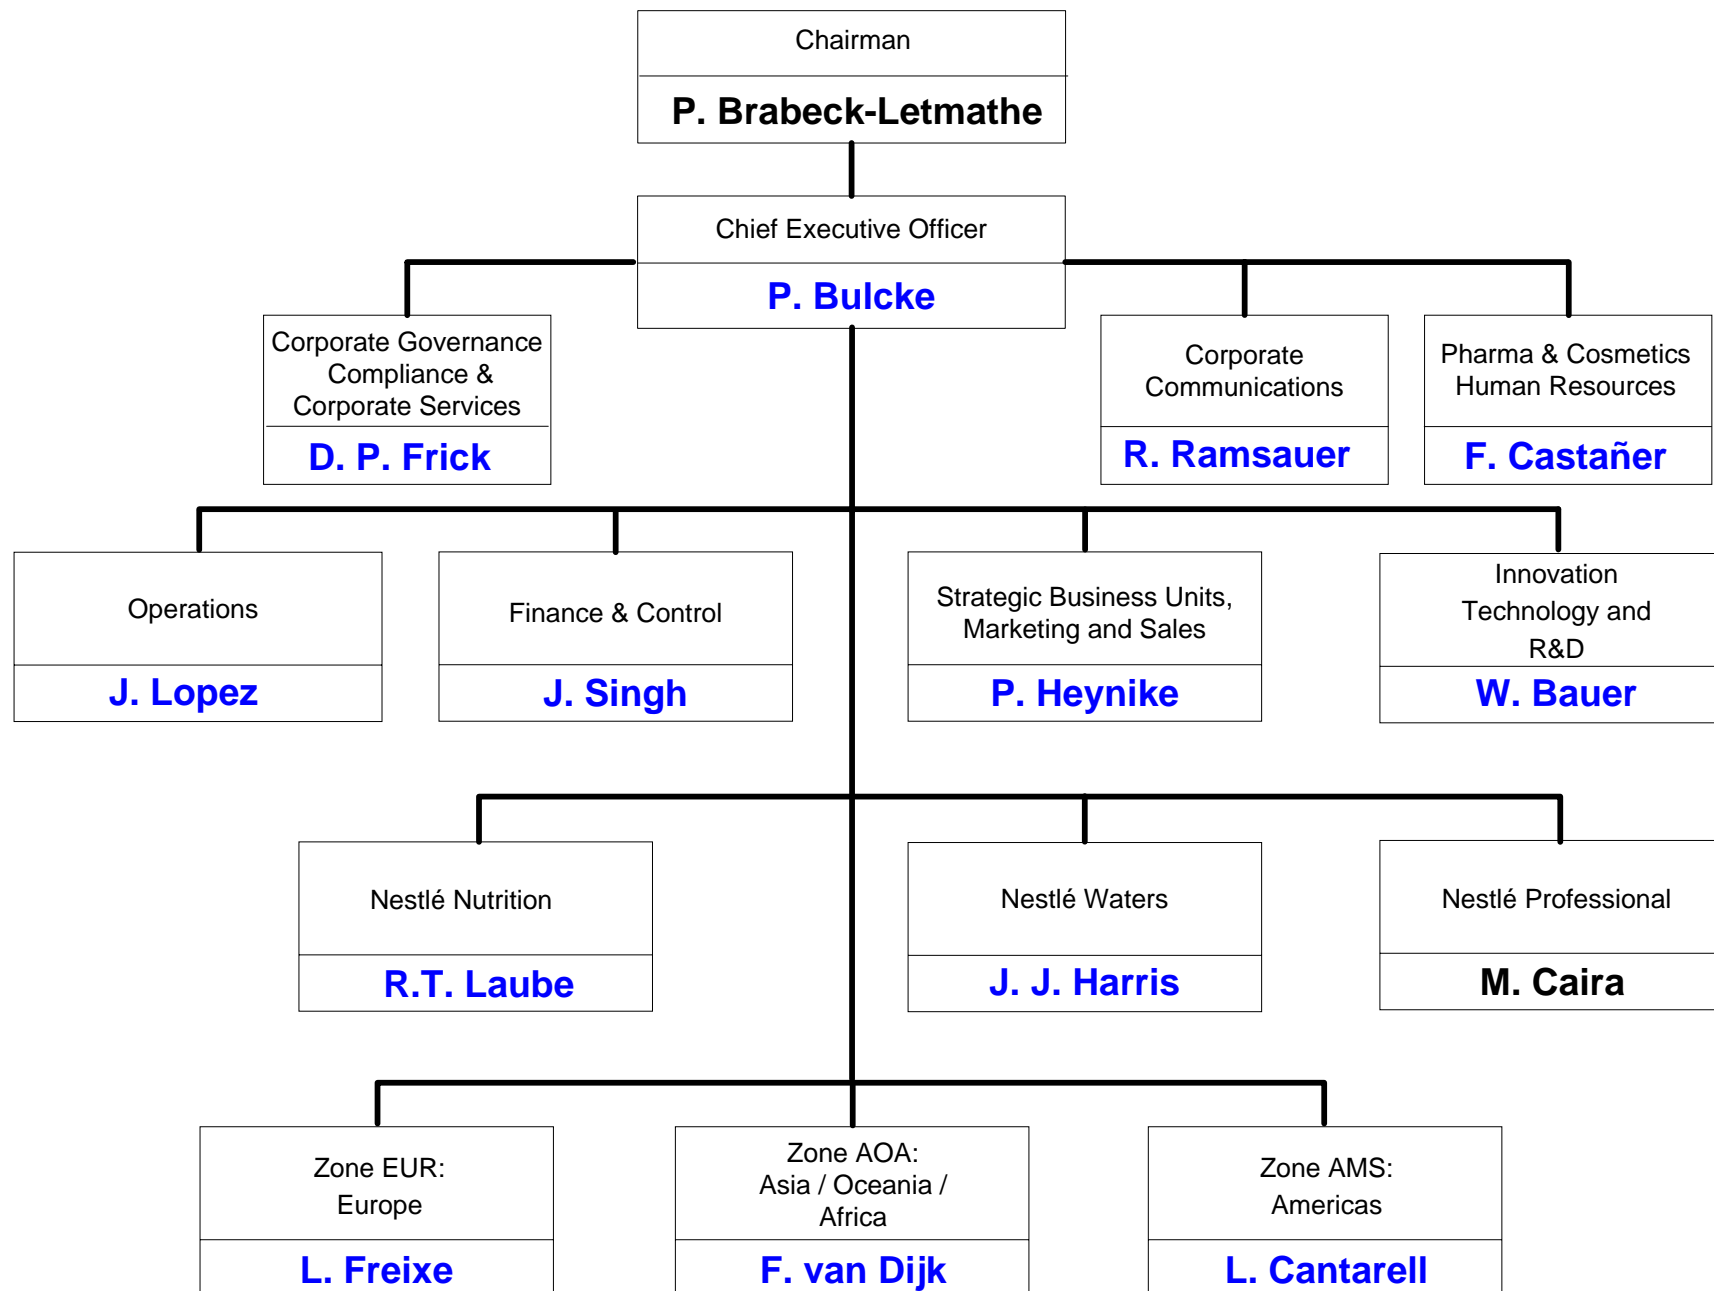 Chairman
P. Brabeck-Letmathe
Chief Executive Officer
P. Bulcke
Corporate Governance
Compliance &
Corporate Services
D. P. Frick
Corporate
Communications
R. Ramsauer
Pharma & Cosmetics
Human Resources
F. Castañer
Operations
J. Lopez
Finance & Control
J. Singh
Strategic Business Units,
Marketing and Sales
P. Heynike
Innovation
Technology and
R&D
W. Bauer
Nestlé Nutrition
R.T. Laube
Nestlé Waters
J. J. Harris
Nestlé Professional
M. Caira
Zone EUR:
Europe
L. Freixe
Zone AOA:
Asia / Oceania /
Africa
F. van Dijk
Zone AMS:
Americas
L. Cantarell